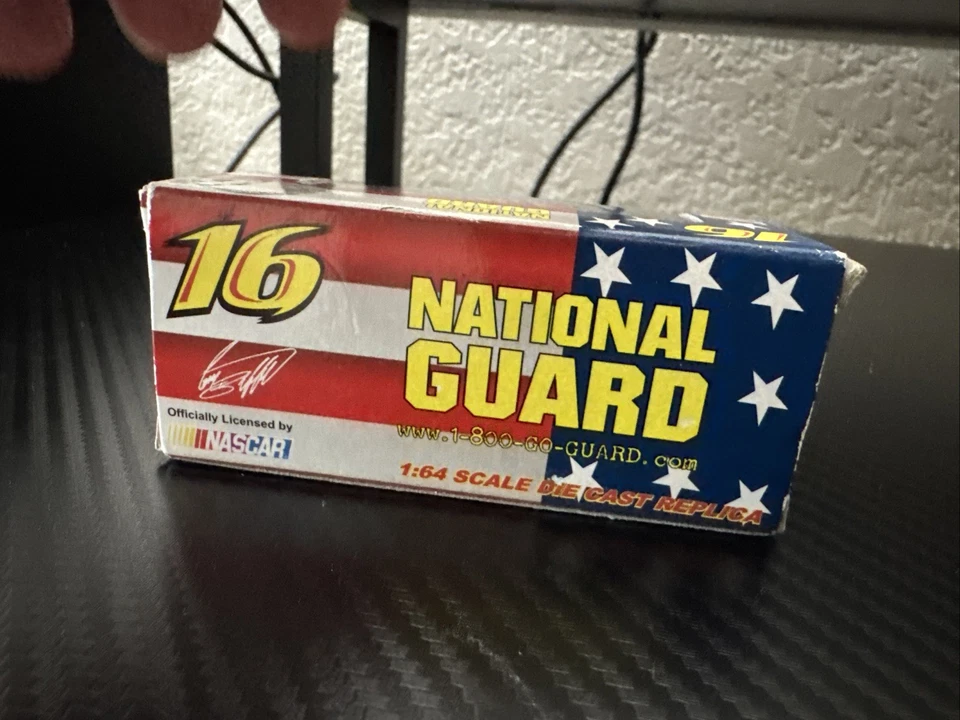 16
NATIONAL
GUARD
www.1-800-GO-GUARD.com
Officially Licensed by
NASCAR
1:64 SCALE DIE CAST REPLICA
16